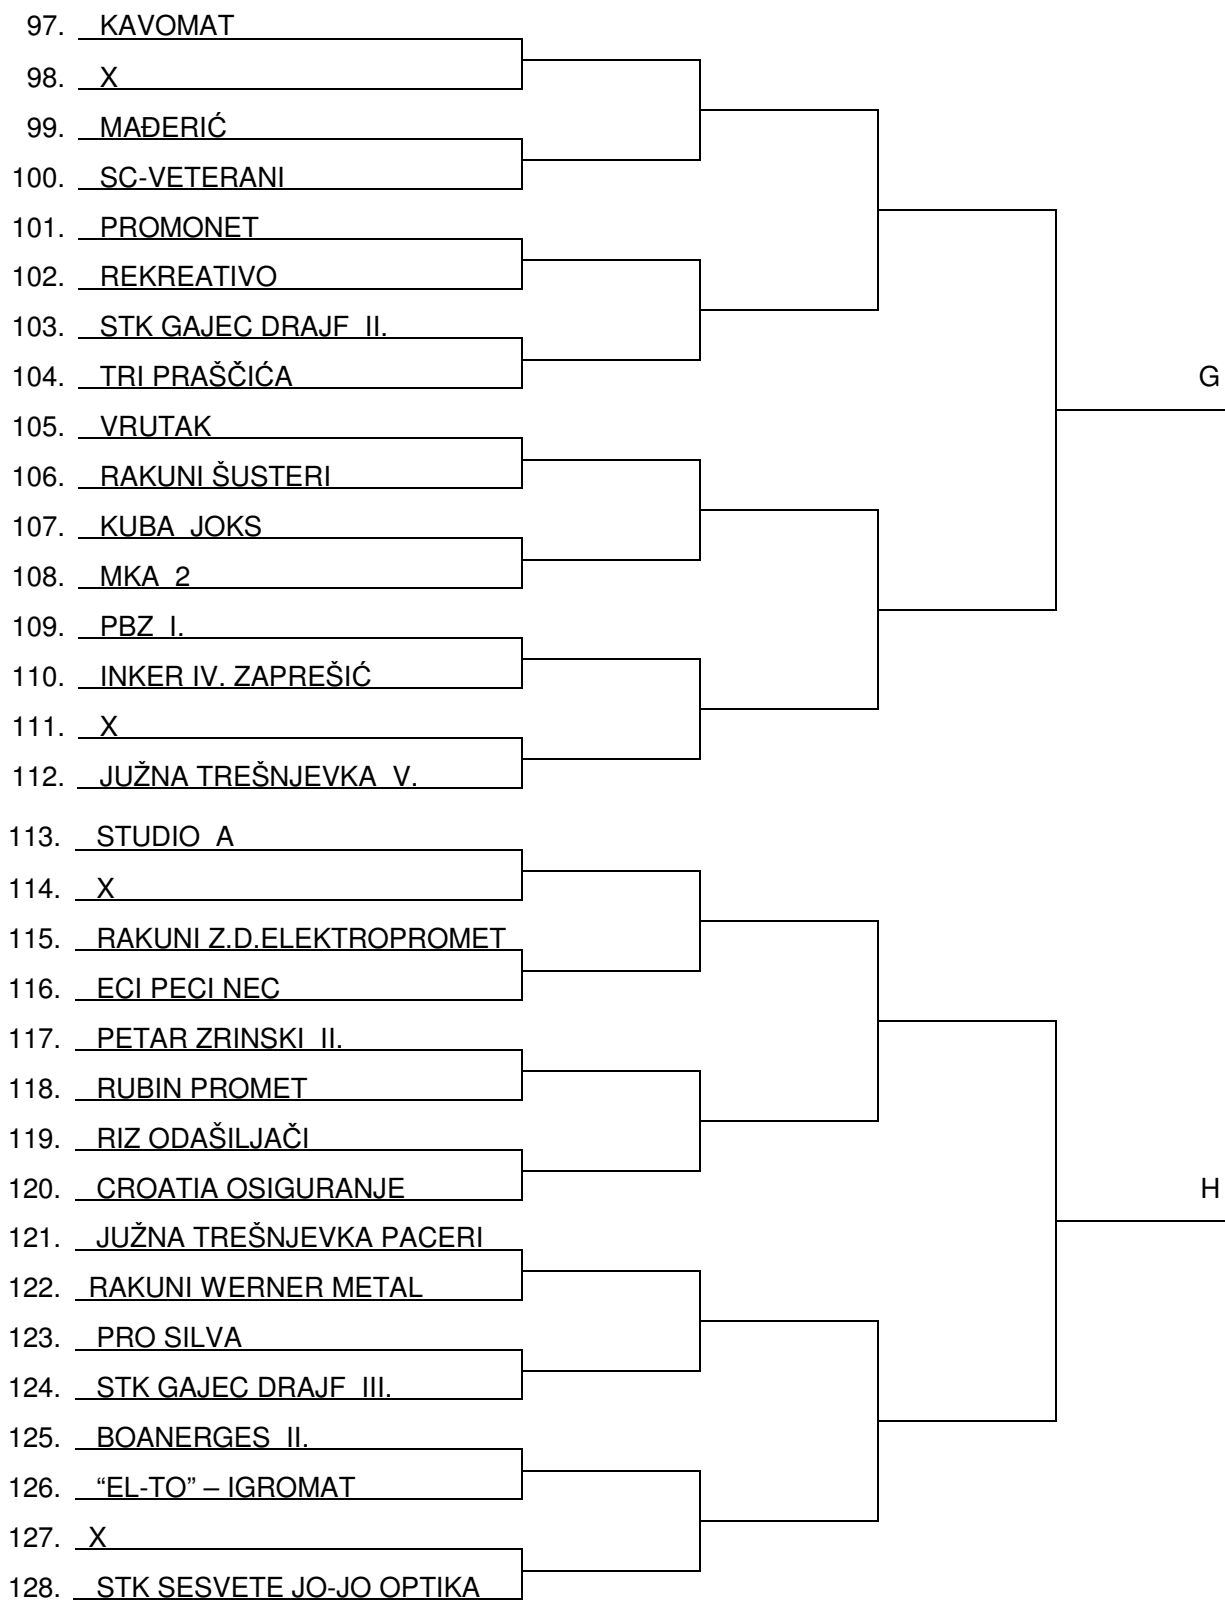 97. KAVOMAT
98. X
99. MAĐERIĆ
100. SC-VETERANI
101. PROMONET
102. REKREATIVO
103. STK GAJEC DRAJF II.
104. TRI PRAŠČIĆA
G
105. VRUTAK
106. RAKUNI ŠUSTERI
107. KUBA JOKS
108. MKA 2
109. PBZ I.
110. INKER IV. ZAPREŠIĆ
111. X
112. JUŽNA TREŠNJEVKA V.
113. STUDIO A
114. X
115. RAKUNI Z.D.ELEKTROPROMET
116. ECI PECI NEC
117. PETAR ZRINSKI II.
118. RUBIN PROMET
119. RIZ ODAŠILJAČI
120. CROATIA OSIGURANJE
H
121. JUŽNA TREŠNJEVKA PACERI
122. RAKUNI WERNER METAL
123. PRO SILVA
124. STK GAJEC DRAJF III.
125. BOANERGES II.
126. “EL-TO” – IGROMAT
127. X
128. STK SESVETE JO-JO OPTIKA